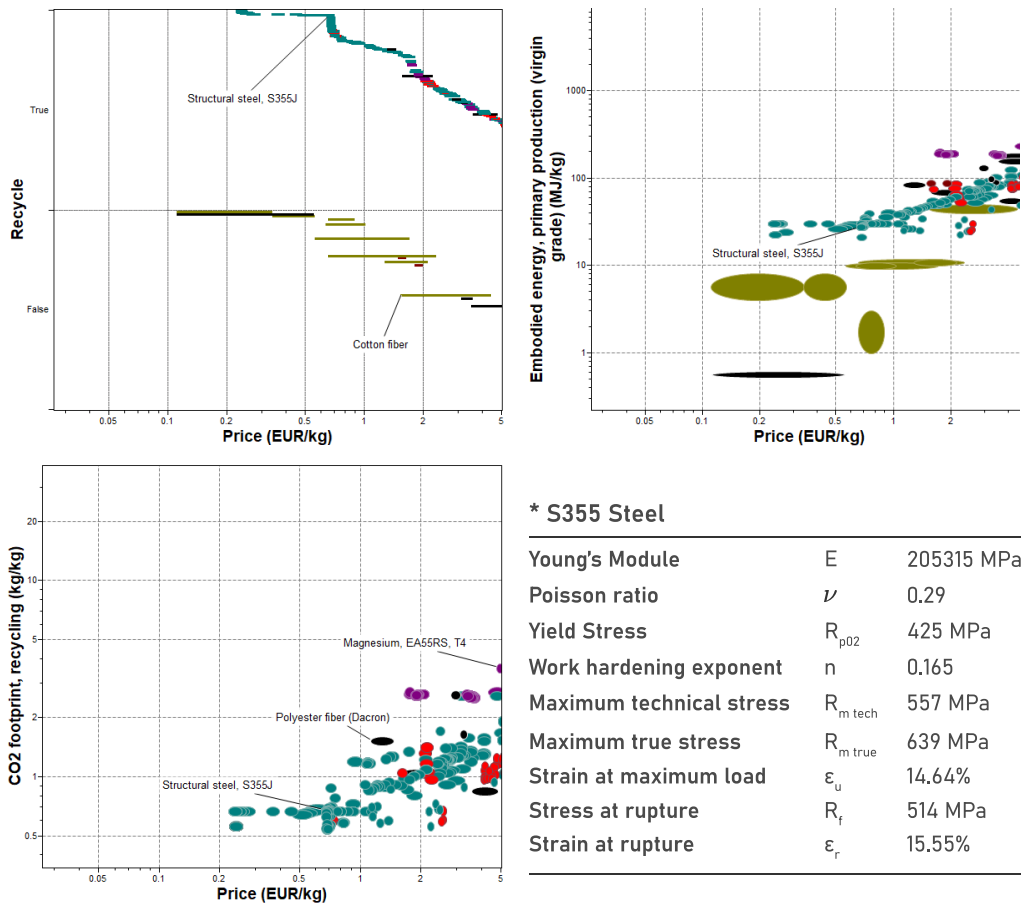 Recycle
True
False
Structural steel, S355J
Cotton fiber
0.05 0.1 0.2 0.5 1 2 5
Price (EUR/kg)
Embodied energy, primary production (virgin
grade) (MJ/kg)
1000
100
10
1
Structural steel, S355J
0.05 0.1 0.2 0.5 1 2
Price (EUR/kg)
CO2 footprint, recycling (kg/kg)
20
10
5
2
1
0.5
Magnesium, EA55RS, T4
Polyester fiber (Dacron)
Structural steel, S355J
0.05 0.1 0.2 0.5 1 2 5
Price (EUR/kg)
* S355 Steel
Young's Module E 205315 MPa
Poisson ratio ν 0.29
Yield Stress Rp02 425 MPa
Work hardening exponent n 0.165
Maximum technical stress Rm tech 557 MPa
Maximum true stress Rm true 639 MPa
Strain at maximum load εu 14.64%
Stress at rupture Rf 514 MPa
Strain at rupture εr 15.55%